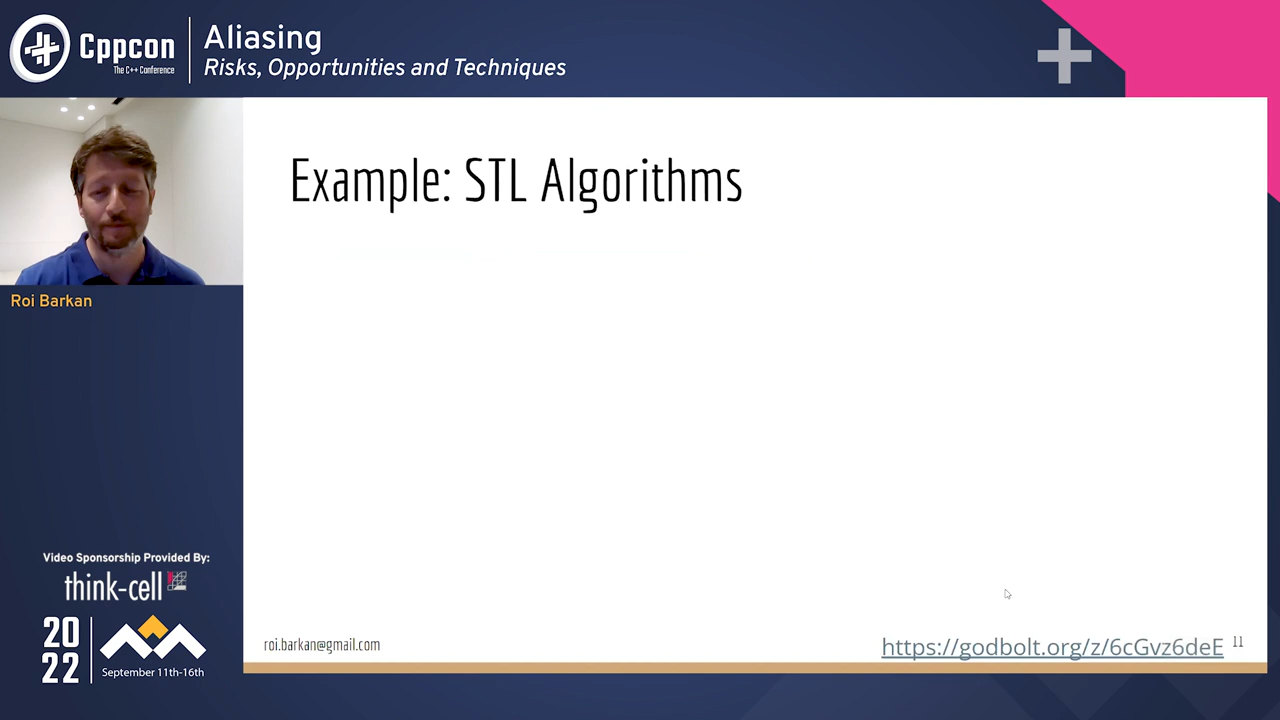 Cppcon
The C++ Conference
Aliasing
Risks, Opportunities and Techniques
Roi Barkan
Example: STL Algorithms
Video Sponsorship Provided By:
think-cell
20
22
September 11th-16th
roi.barkan@gmail.com
https://godbolt.org/z/6cGvz6deE
11